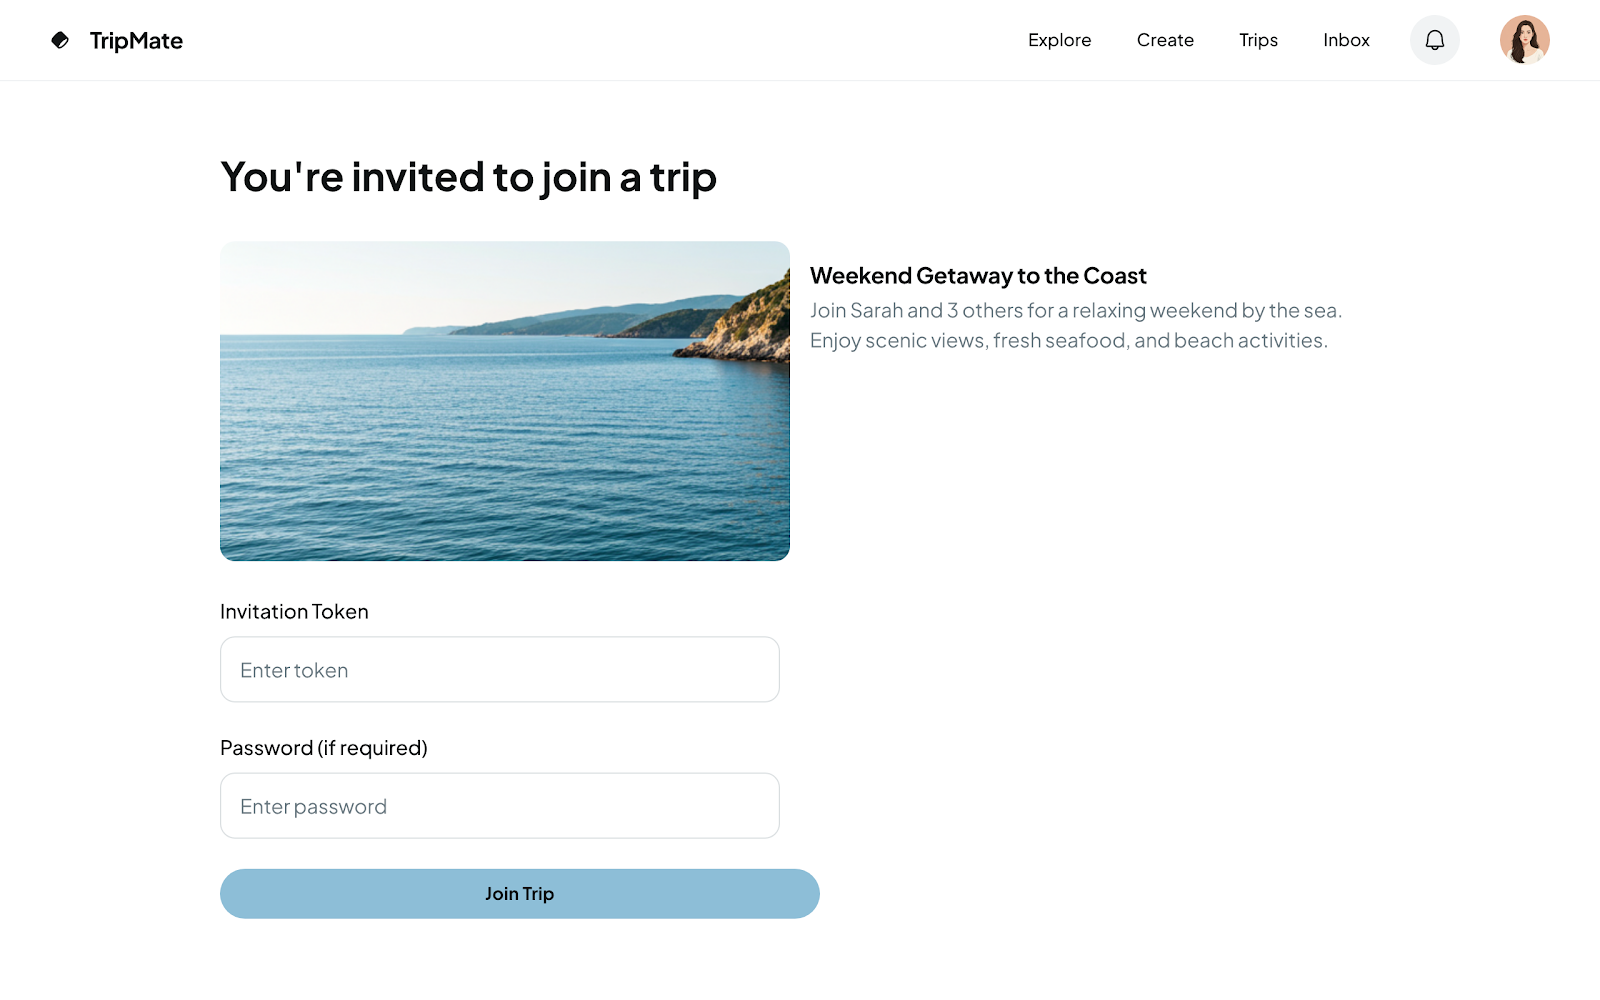 TripMate
Explore
Create
Trips
Inbox
You're invited to join a trip
Weekend Getaway to the Coast
Join Sarah and 3 others for a relaxing weekend by the sea.
Enjoy scenic views, fresh seafood, and beach activities.
Invitation Token
Enter token
Password (if required)
Enter password
Join Trip